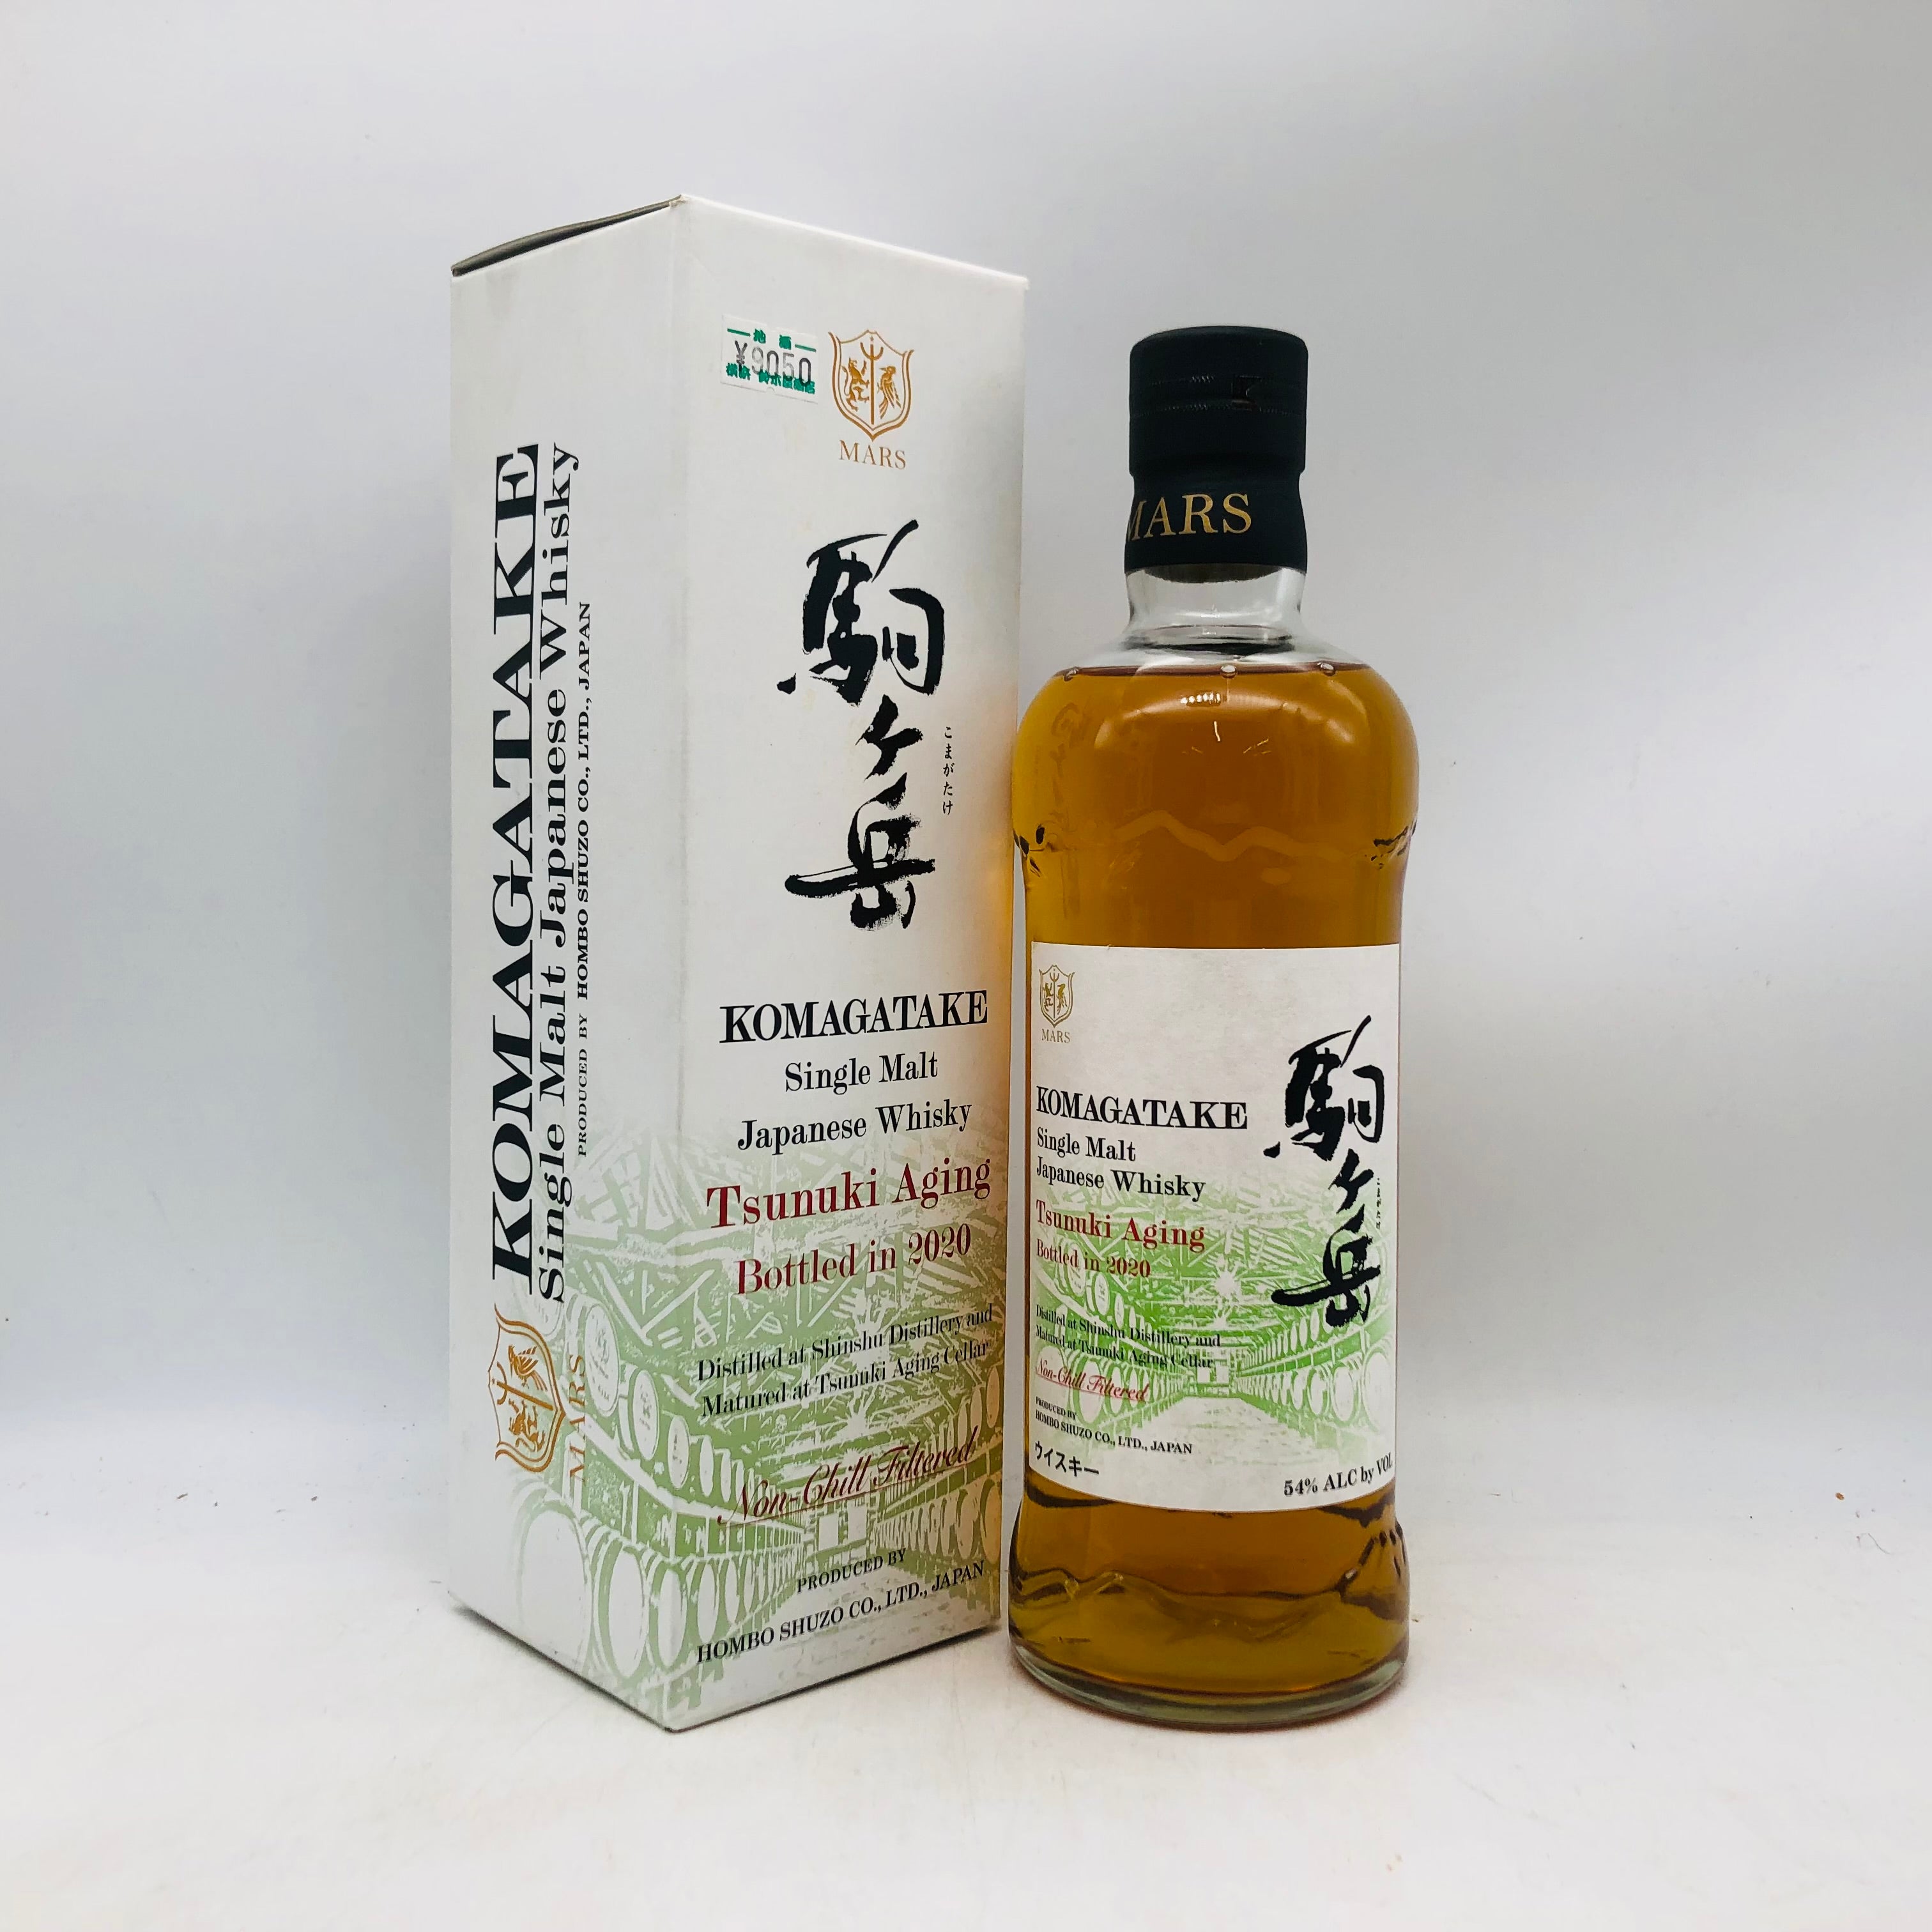 KOMAGATAKE
Single Malt Japanese Whisky
PRODUCED BY HOMBO SHUZO CO., LTD., JAPAN
MARS
地酒
¥9050
横浜
MARS
駒ヶ岳
こまがたけ
KOMAGATAKE
Single Malt
Japanese Whisky
Tsunuki Aging
Bottled in 2020
Distilled at Shinshu Distillery and
Matured at Tsunuki Aging Cellar
Non-Chill Filtered
PRODUCED BY
HOMBO SHUZO CO., LTD., JAPAN
MARS
MARS
駒ヶ岳
KOMAGATAKE
Single Malt
Japanese Whisky
Tsunuki Aging
Bottled in 2020
Distilled at Shinshu Distillery and
Matured at Tsunuki Aging Cellar
Non-Chill Filtered
PRODUCED BY
HOMBO SHUZO CO., LTD., JAPAN
ウイスキー
54% ALC by VOL